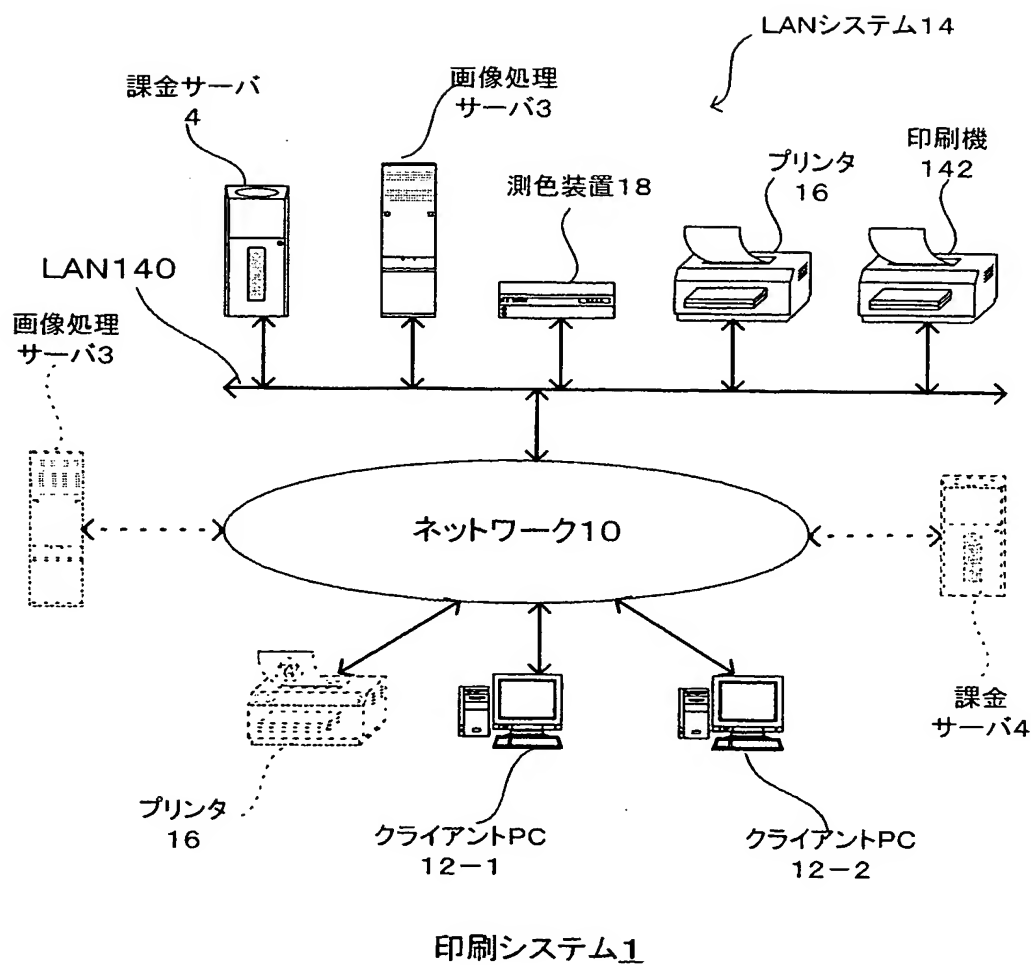 LANシステム14
課金サーバ
4
画像処理
サーバ3
測色装置18
プリンタ
16
印刷機
142
LAN140
画像処理
サーバ3
ネットワーク10
課金
サーバ4
プリンタ
16
クライアントPC
12-1
クライアントPC
12-2
印刷システム1